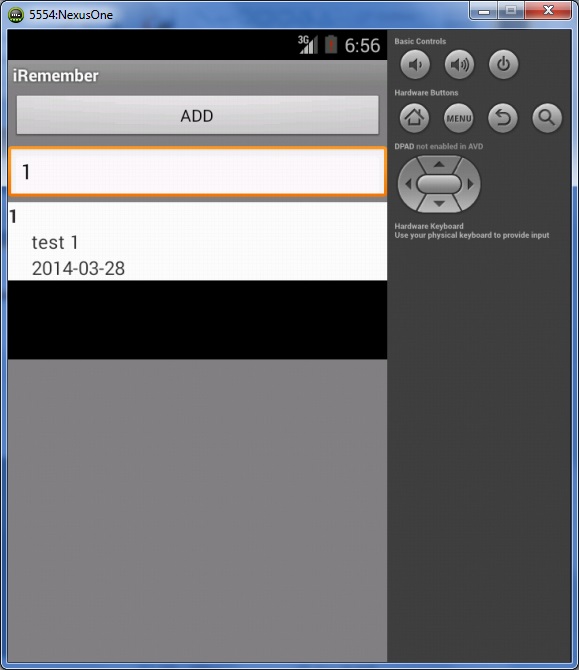 5554:NexusOne
3G 6:56
iRemember
ADD
1
1
test 1
2014-03-28
Basic Controls
Hardware Buttons
MENU
DPAD not enabled in AVD
Hardware Keyboard
Use your physical keyboard to provide input